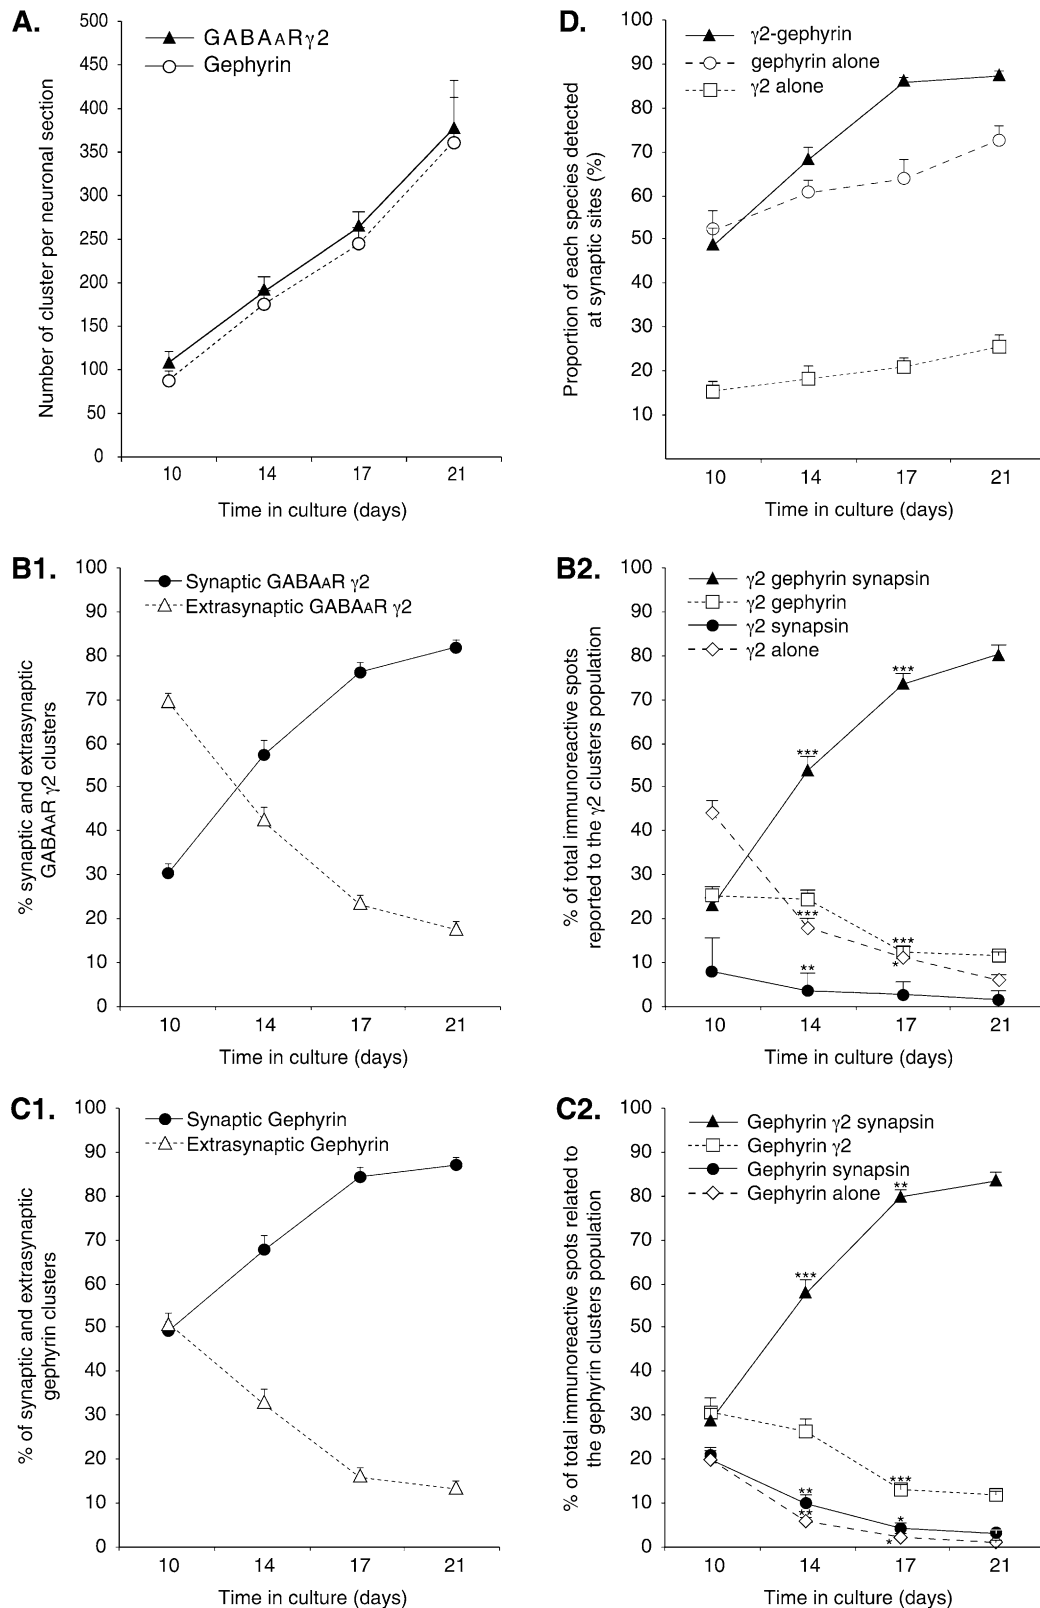 A.
GABAARγ2
Gephyrin
500
450
400
350
300
250
200
150
100
50
0
Number of cluster per neuronal section
10 14 17 21
Time in culture (days)
D.
γ2-gephyrin
gephyrin alone
γ2 alone
100
90
80
70
60
50
40
30
20
10
Proportion of each species detected
at synaptic sites (%)
10 14 17 21
Time in culture (days)
B1.
Synaptic GABAAR γ2
Extrasynaptic GABAAR γ2
100
90
80
70
60
50
40
30
20
10
0
% synaptic and extrasynaptic
GABAAR γ2 clusters
10 14 17 21
Time in culture (days)
B2.
γ2 gephyrin synapsin
γ2 gephyrin
γ2 synapsin
γ2 alone
100
90
80
70
60
50
40
30
20
10
0
% of total immunoreactive spots
reported to the γ2 clusters population
***
***
***
***
*
**
10 14 17 21
Time in culture (days)
C1.
Synaptic Gephyrin
Extrasynaptic Gephyrin
100
90
80
70
60
50
40
30
20
10
0
% of synaptic and extrasynaptic
gephyrin clusters
10 14 17 21
Time in culture (days)
C2.
Gephyrin γ2 synapsin
Gephyrin γ2
Gephyrin synapsin
Gephyrin alone
100
90
80
70
60
50
40
30
20
10
0
% of total immunoreactive spots related to
the gephyrin clusters population
**
***
***
**
**
*
*
10 14 17 21
Time in culture (days)